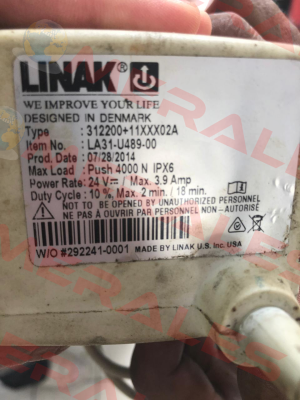 LINAK®
WE IMPROVE YOUR LIFE
DESIGNED IN DENMARK
Type : 312200+11XXX02A
Item No. : LA31-U489-00
Prod. Date : 07/28/2014
Max Load : Push 4000 N IPX6
Power Rate: 24 V⎓ / Max. 3.9 Amp
Duty Cycle : 10 %, Max. 2 min. / 18 min.
NOT TO BE OPENED BY UNAUTHORIZED PERSONNEL
NE PAS À OUVRIR PAR PERSONNEL NON-AUTORISÉ
W/O #292241-0001 MADE BY LINAK U.S. Inc. USA